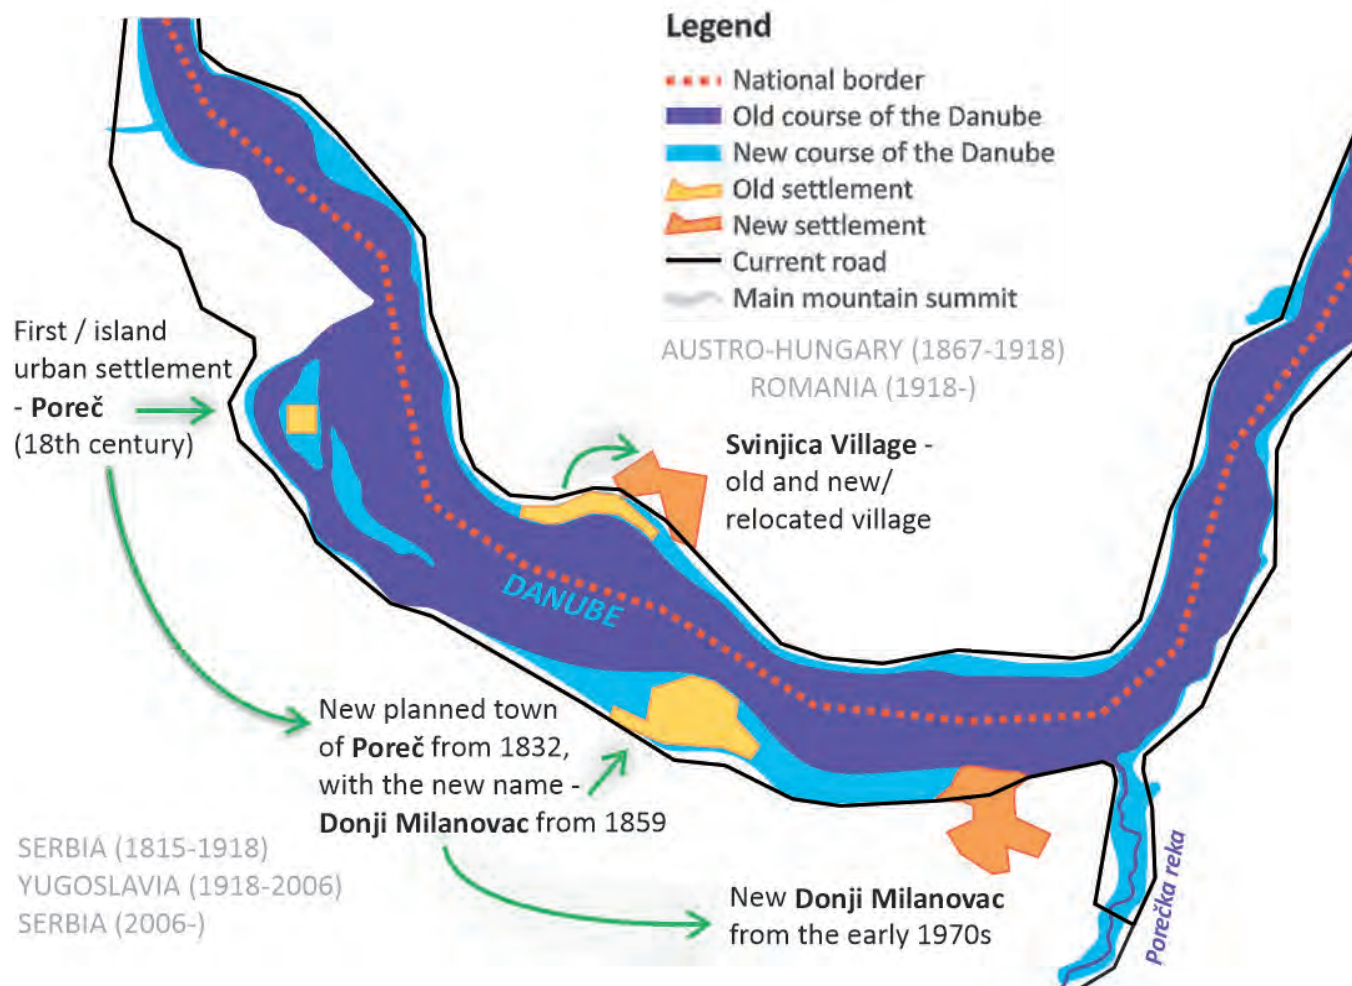 Legend
National border
Old course of the Danube
New course of the Danube
Old settlement
New settlement
Current road
Main mountain summit
AUSTRO-HUNGARY (1867-1918)
ROMANIA (1918-)
First / island
urban settlement
- Poreč
(18th century)
Svinjica Village -
old and new/
relocated village
DANUBE
New planned town
of Poreč from 1832,
with the new name -
Donji Milanovac from 1859
SERBIA (1815-1918)
YUGOSLAVIA (1918-2006)
SERBIA (2006-)
New Donji Milanovac
from the early 1970s
Porečka reka